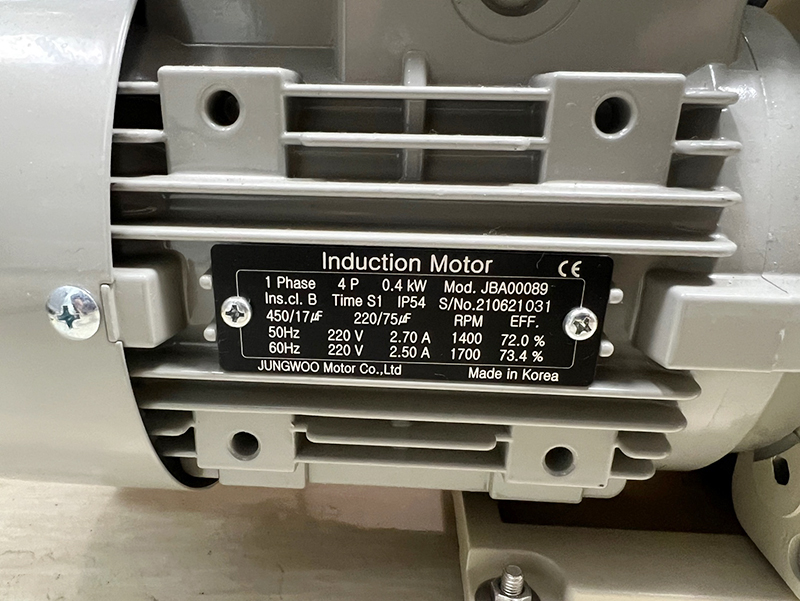 Induction Motor CE
1 Phase 4 P 0.4 kW Mod. JBA00089
Ins.cl. B Time S1 IP54 S/No.210621031
450/17㎌ 220/75㎌ RPM EFF.
50Hz 220 V 2.70 A 1400 72.0 %
60Hz 220 V 2.50 A 1700 73.4 %
JUNGWOO Motor Co.,Ltd Made in Korea